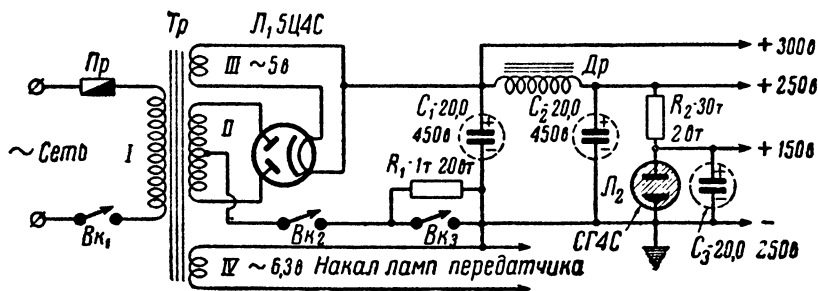 Тр
Л₁ 5Ц4С
Пр
III ~5в
II
I
~ Сеть
Вк₁
Вк₂
Вк₃
R₁-1т 20вт
C₁-20,0
450в
Др
C₂-20,0
450в
+300в
+250в
R₂-30т
2вт
+150в
Л₂
СГ4С
-
C₃-20,0 250в
IV ~6,3в Накал ламп передатчика